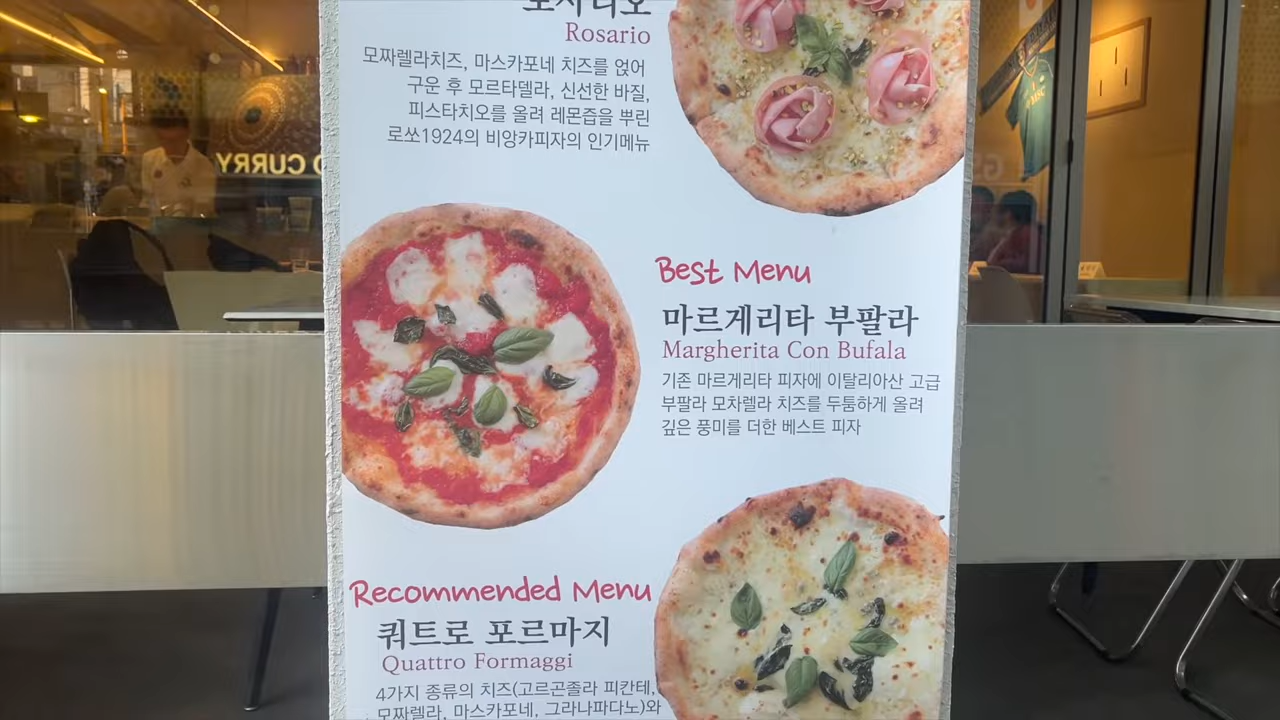 로사리오
Rosario
모짜렐라치즈, 마스카포네 치즈를 얹어
구운 후 모르타델라, 신선한 바질,
피스타치오를 올려 레몬즙을 뿌린
로쏘1924의 비앙카피자의 인기메뉴
CURRY
Best Menu
마르게리타 부팔라
Margherita Con Bufala
기존 마르게리타 피자에 이탈리아산 고급
부팔라 모차렐라 치즈를 두툼하게 올려
깊은 풍미를 더한 베스트 피자
Recommended Menu
쿼트로 포르마지
Quattro Formaggi
4가지 종류의 치즈(고르곤졸라 피칸테,
모짜렐라, 마스카포네, 그라나파다노)와